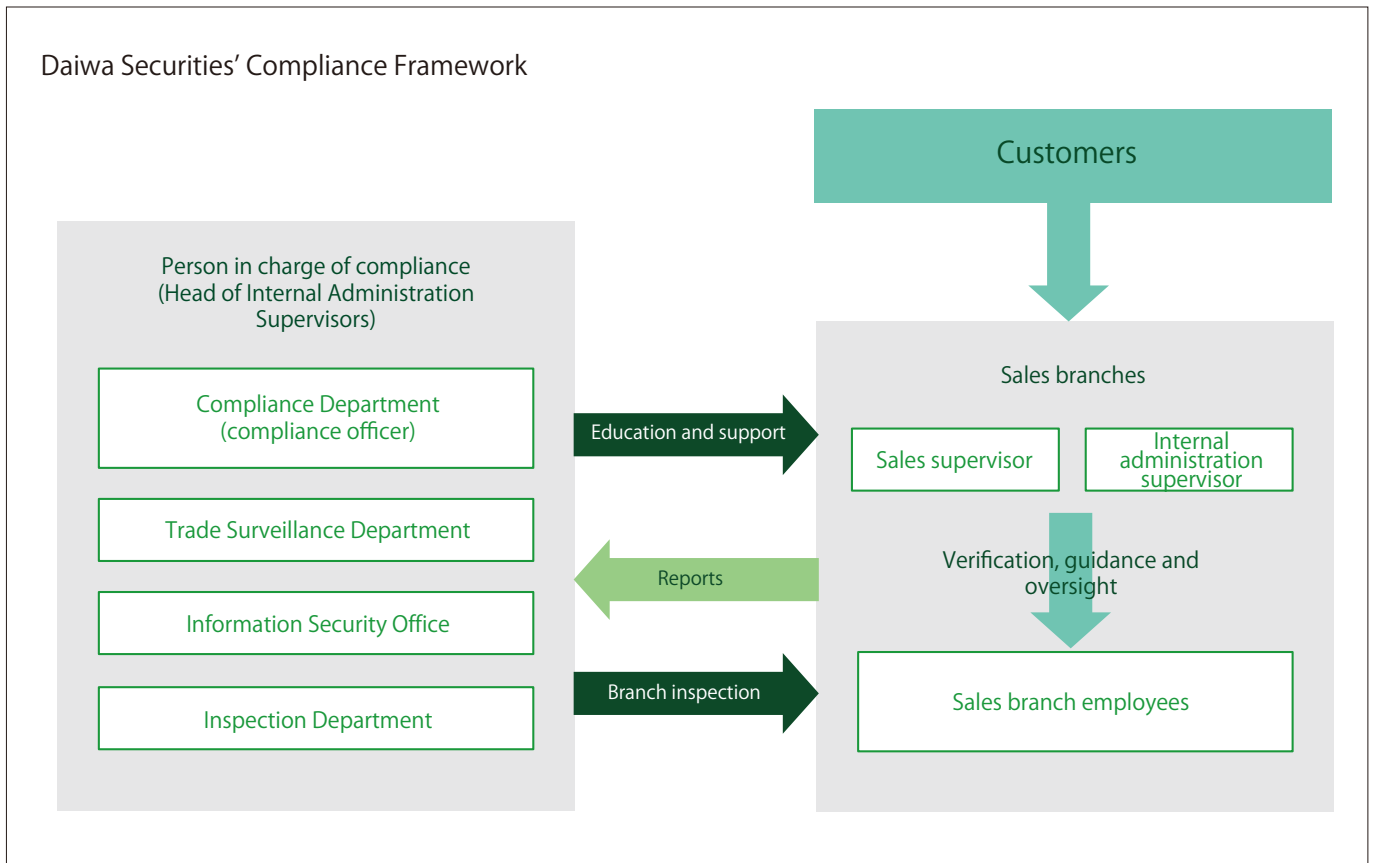 Daiwa Securities’ Compliance Framework
Customers
Person in charge of compliance
(Head of Internal Administration
Supervisors)
Compliance Department
(compliance officer)
Trade Surveillance Department
Information Security Office
Inspection Department
Education and support
Reports
Branch inspection
Sales branches
Sales supervisor
Internal
administration
supervisor
Verification, guidance and
oversight
Sales branch employees